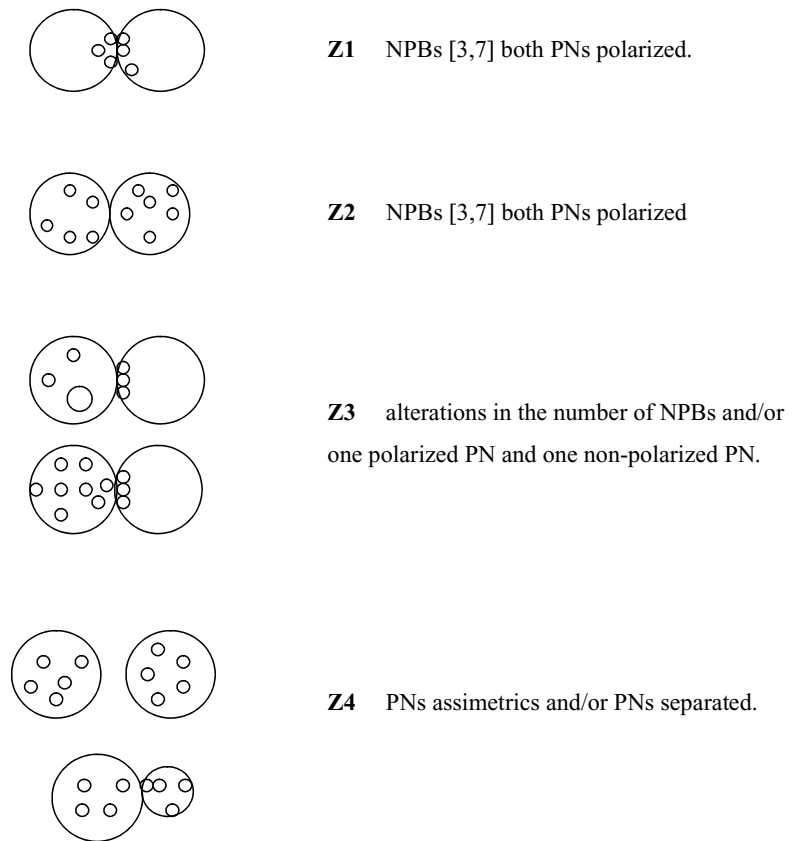 Z1 NPBs [3,7] both PNs polarized.
Z2 NPBs [3,7] both PNs polarized
Z3 alterations in the number of NPBs and/or
one polarized PN and one non-polarized PN.
Z4 PNs assimetrics and/or PNs separated.